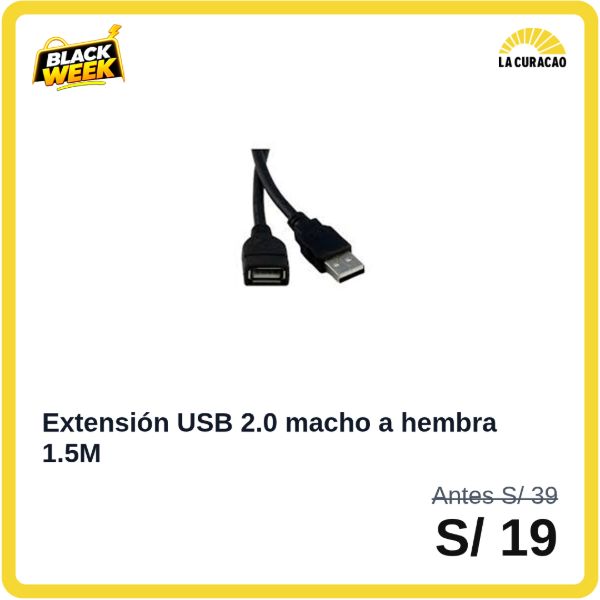 BLACK
WEEK
LA CURACAO
Extensión USB 2.0 macho a hembra
1.5M
Antes S/ 39
S/ 19